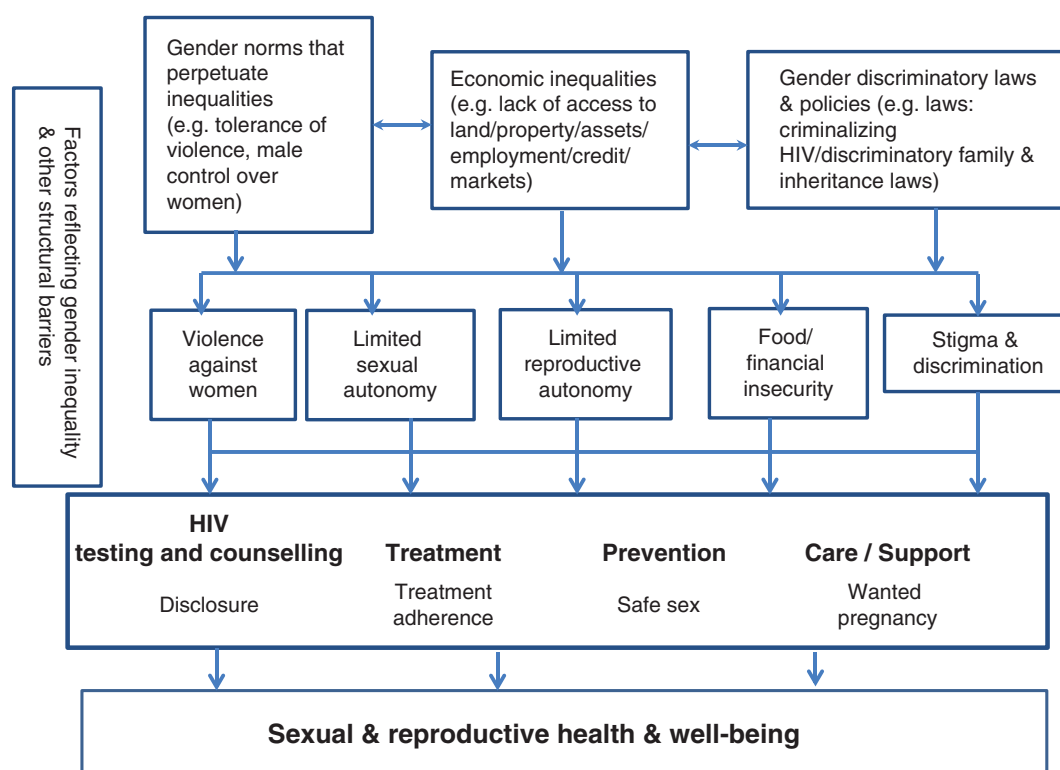 Factors reflecting gender inequality
& other structural barriers
Gender norms that
perpetuate
inequalities
(e.g. tolerance of
violence, male
control over
women)
Economic inequalities
(e.g. lack of access to
land/property/assets/
employment/credit/
markets)
Gender discriminatory laws
& policies (e.g. laws:
criminalizing
HIV/discriminatory family &
inheritance laws)
Violence
against
women
Limited
sexual
autonomy
Limited
reproductive
autonomy
Food/
financial
insecurity
Stigma &
discrimination
HIV
testing and counselling
Disclosure
Treatment
Treatment
adherence
Prevention
Safe sex
Care / Support
Wanted
pregnancy
Sexual & reproductive health & well-being